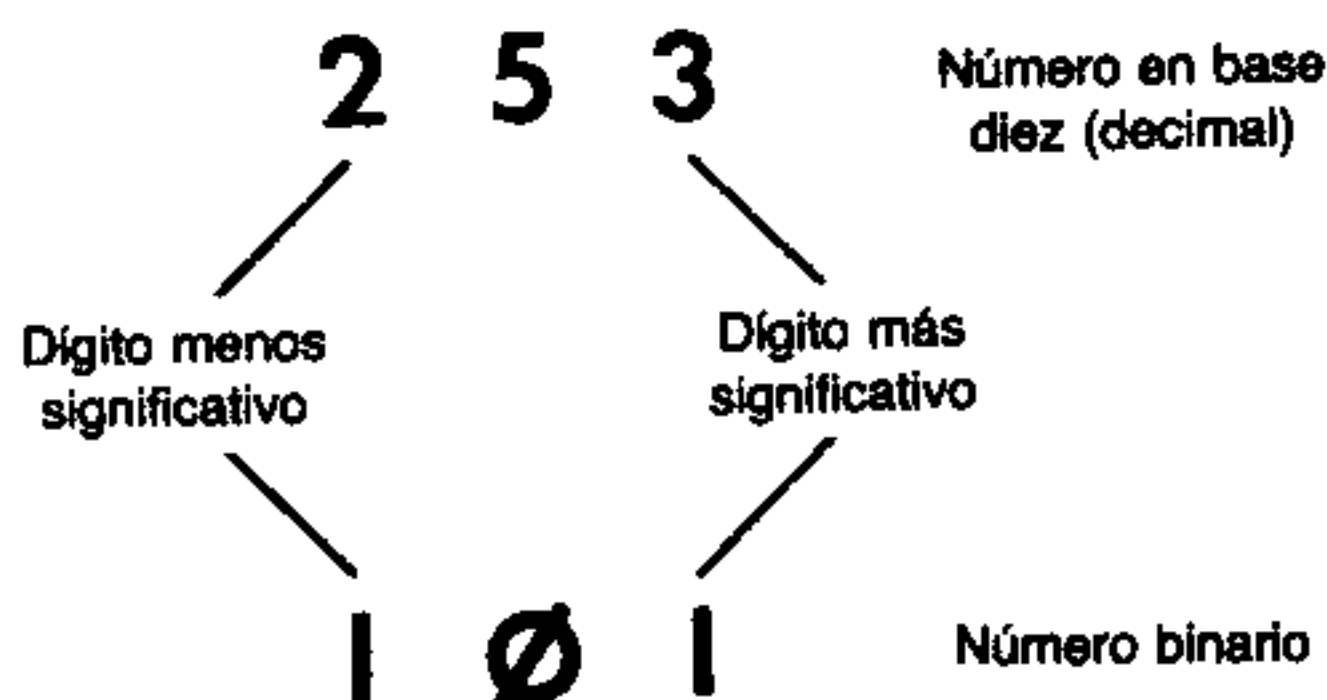 2 5 3
Número en base
diez (decimal)
Dígito menos
significativo
Dígito más
significativo
1 Ø 1
Número binario